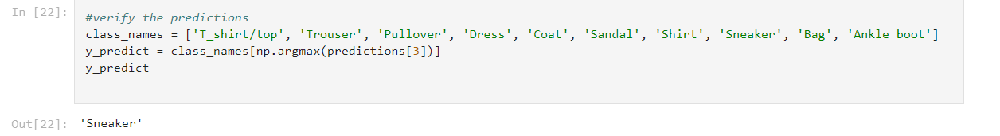 In [22]:
#verify the predictions
class_names = ['T_shirt/top', 'Trouser', 'Pullover', 'Dress', 'Coat', 'Sandal', 'Shirt', 'Sneaker', 'Bag', 'Ankle boot']
y_predict = class_names[np.argmax(predictions[3])]
y_predict
Out[22]: 'Sneaker'